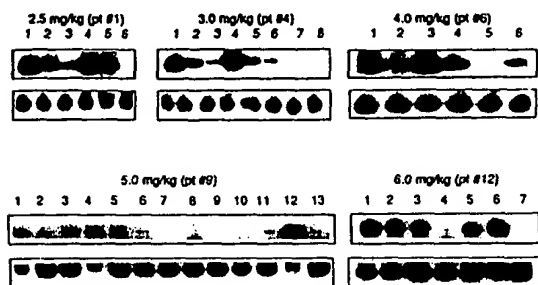 2.5 mg/kg (pt #1)
1 2 3 4 5 6
3.0 mg/kg (pt #4)
1 2 3 4 5 6 7 8
4.0 mg/kg (pt #6)
1 2 3 4 5 6
5.0 mg/kg (pt #9)
1 2 3 4 5 6 7 8 9 10 11 12 13
6.0 mg/kg (pt #12)
1 2 3 4 5 6 7